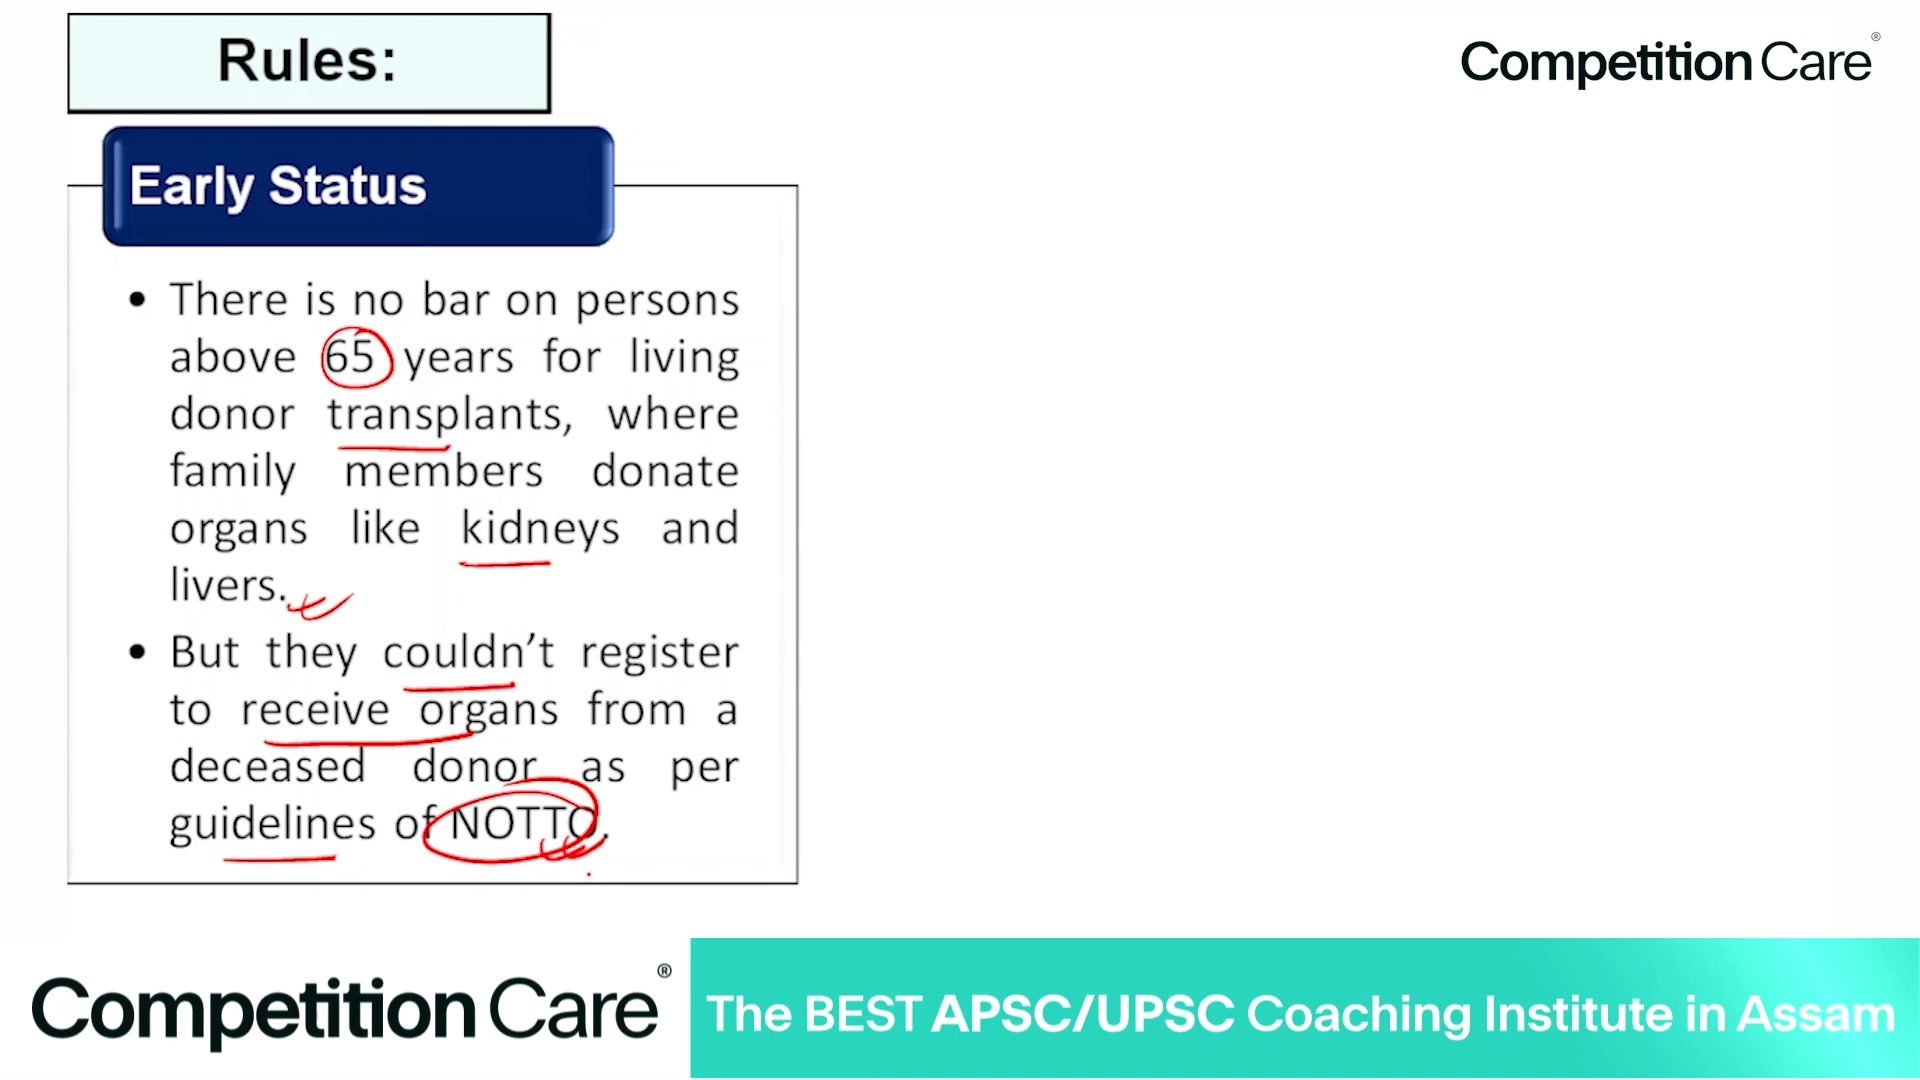 Rules:
Competition Care®
Early Status
• There is no bar on persons
above 65 years for living
donor transplants, where
family members donate
organs like kidneys and
livers.
• But they couldn’t register
to receive organs from a
deceased donor as per
guidelines of NOTTO.
Competition Care®
The BEST APSC/UPSC Coaching Institute in Assam